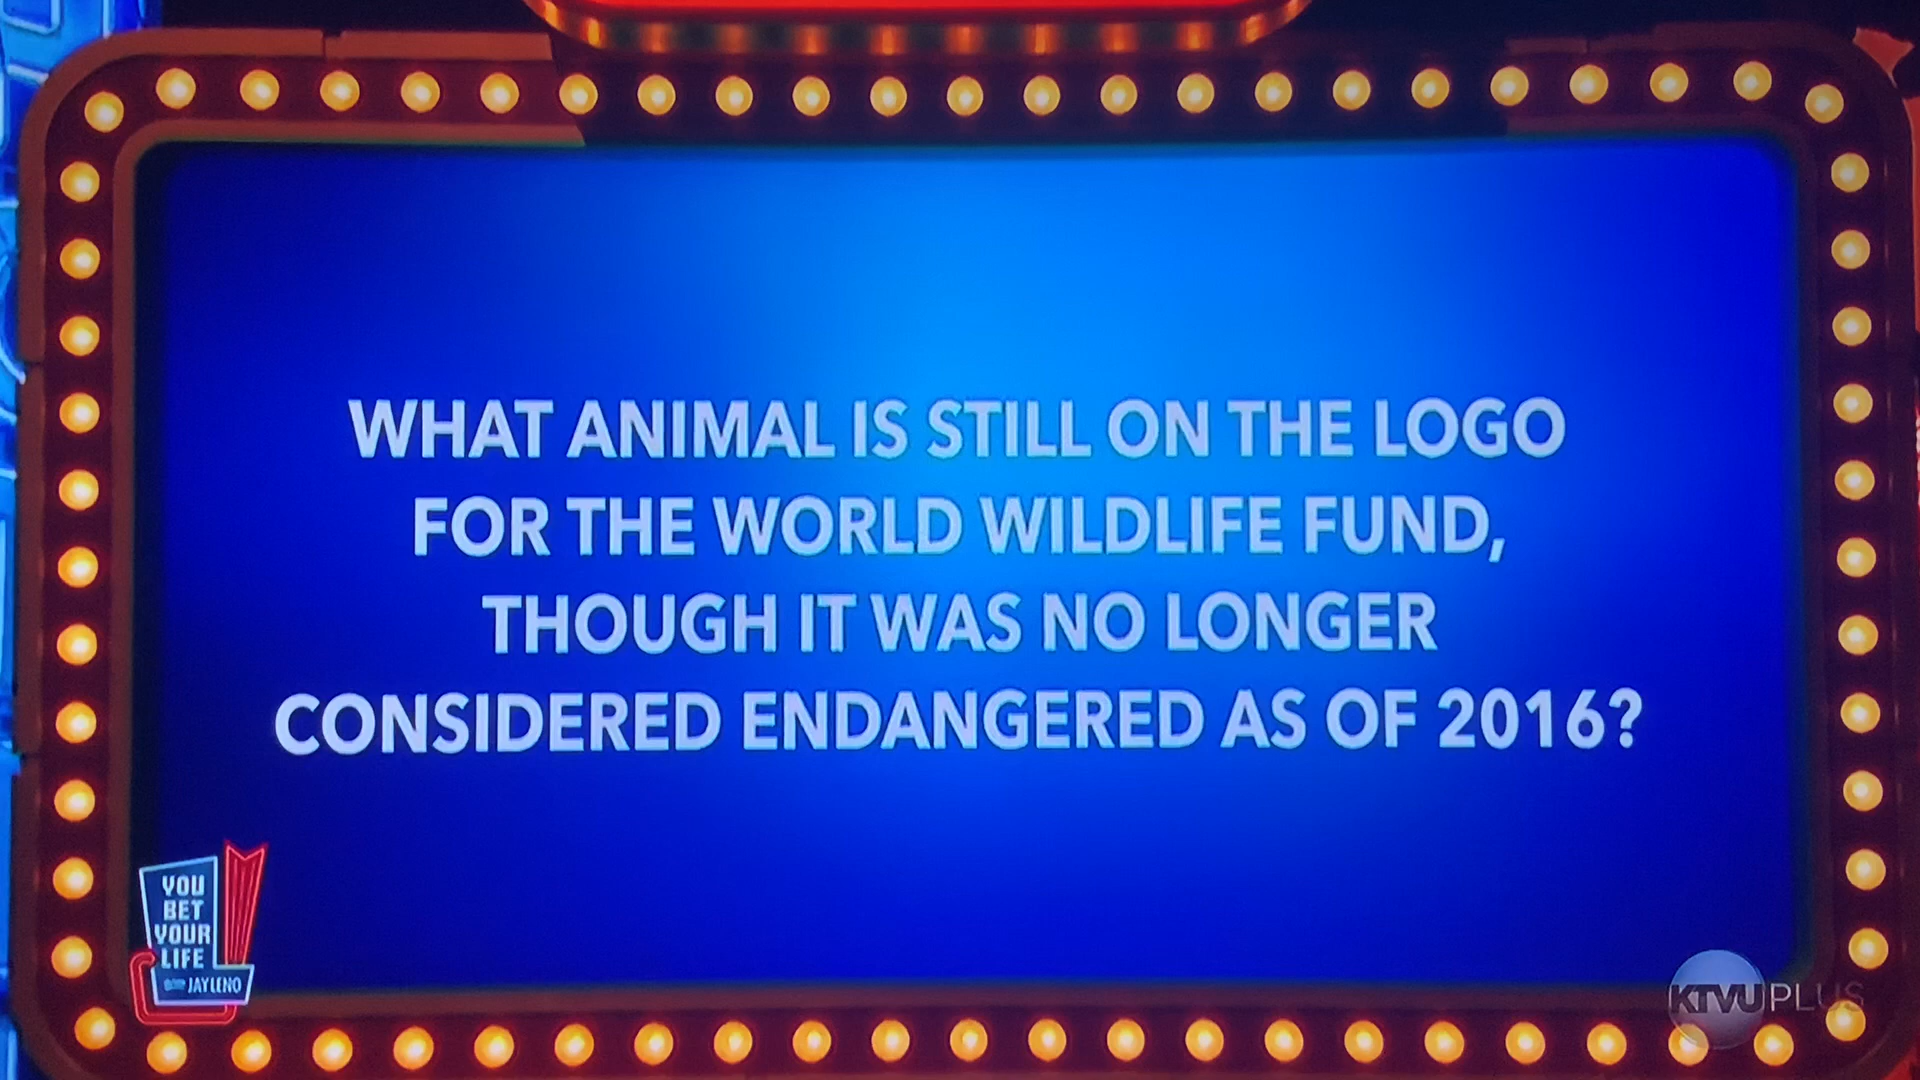 WHAT ANIMAL IS STILL ON THE LOGO
FOR THE WORLD WILDLIFE FUND,
THOUGH IT WAS NO LONGER
CONSIDERED ENDANGERED AS OF 2016?
YOU
BET
YOUR
LIFE
JAY LENO
KTVU PLUS